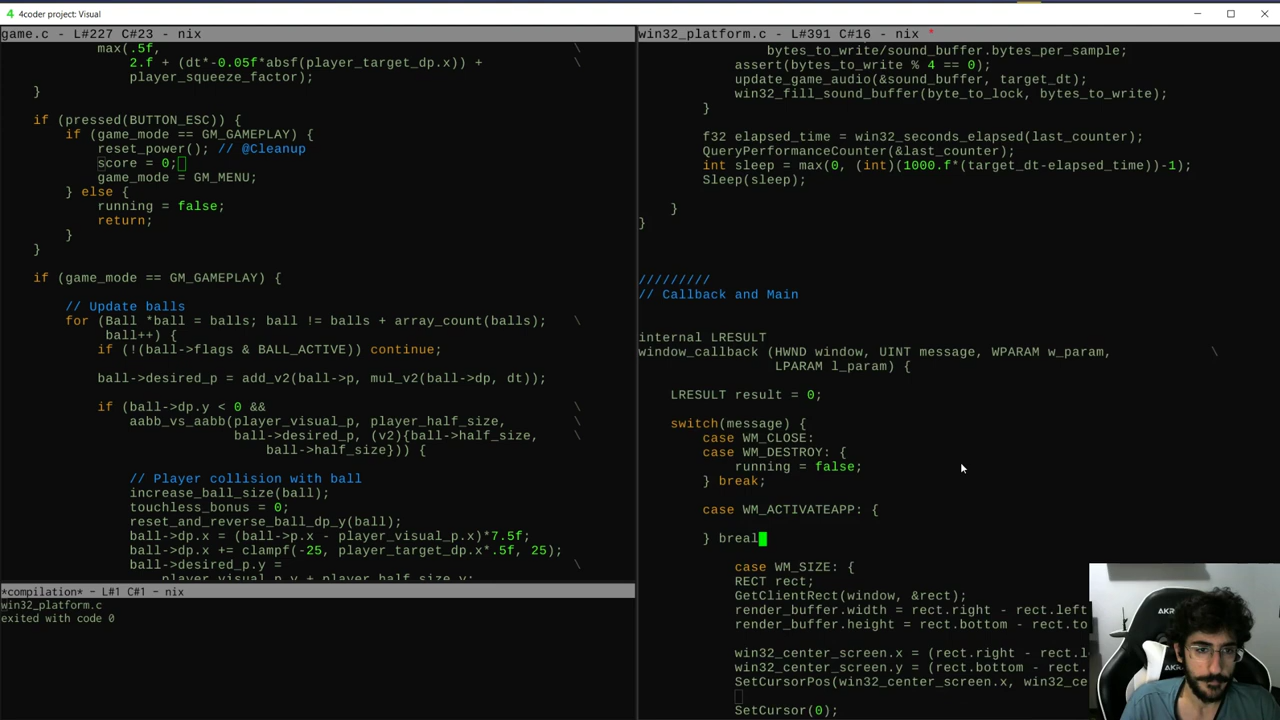 4 4coder project: Visual
game.c - L#227 C#23 - nix
max(.5f, \
2.f + (dt*-0.05f*absf(player_target_dp.x)) + \
player_squeeze_factor);
}
if (pressed(BUTTON_ESC)) {
if (game_mode == GM_GAMEPLAY) {
reset_power(); // @Cleanup
score = 0;
game_mode = GM_MENU;
} else {
running = false;
return;
}
}
if (game_mode == GM_GAMEPLAY) {
// Update balls
for (Ball *ball = balls; ball != balls + array_count(balls); \
ball++) {
if (!(ball->flags & BALL_ACTIVE)) continue;
ball->desired_p = add_v2(ball->p, mul_v2(ball->dp, dt));
if (ball->dp.y < 0 && \
aabb_vs_aabb(player_visual_p, player_half_size, \
ball->desired_p, (v2){ball->half_size, \
ball->half_size})) {
// Player collision with ball
increase_ball_size(ball);
touchless_bonus = 0;
reset_and_reverse_ball_dp_y(ball);
ball->dp.x = (ball->p.x - player_visual_p.x)*7.5f;
ball->dp.x += clampf(-25, player_target_dp.x*.5f, 25);
ball->desired_p.y = \
player_visual_p.y + player_half_size.y;
*compilation* - L#1 C#1 - nix
win32_platform.c
exited with code 0
win32_platform.c - L#391 C#16 - nix *
bytes_to_write/sound_buffer.bytes_per_sample;
assert(bytes_to_write % 4 == 0);
update_game_audio(&sound_buffer, target_dt);
win32_fill_sound_buffer(byte_to_lock, bytes_to_write);
}
f32 elapsed_time = win32_seconds_elapsed(last_counter);
QueryPerformanceCounter(&last_counter);
int sleep = max(0, (int)(1000.f*(target_dt-elapsed_time))-1);
Sleep(sleep);
}
}
/////////
// Callback and Main
internal LRESULT
window_callback (HWND window, UINT message, WPARAM w_param, \
LPARAM l_param) {
LRESULT result = 0;
switch(message) {
case WM_CLOSE:
case WM_DESTROY: {
running = false;
} break;
case WM_ACTIVATEAPP: {
} breal
case WM_SIZE: {
RECT rect;
GetClientRect(window, &rect);
render_buffer.width = rect.right - rect.left
render_buffer.height = rect.bottom - rect.to
win32_center_screen.x = (rect.right - rect.l
win32_center_screen.y = (rect.bottom - rect.
SetCursorPos(win32_center_screen.x, win32_ce
SetCursor(0);